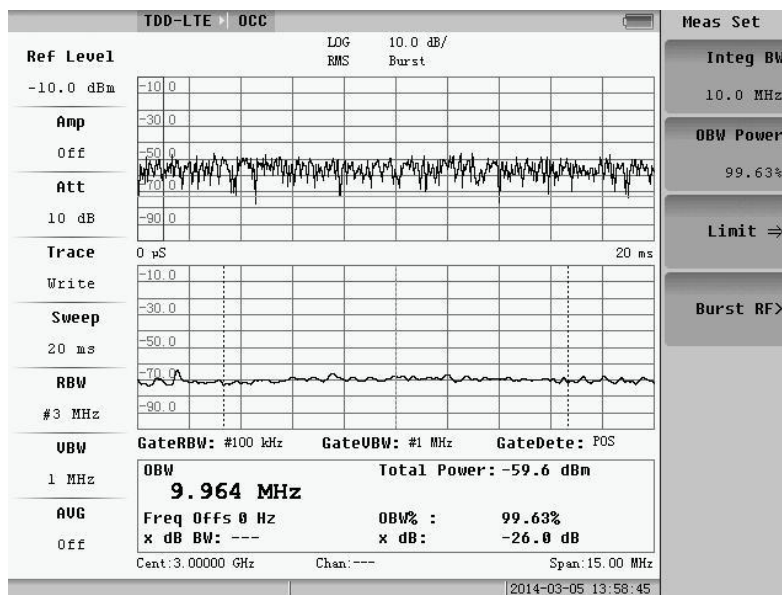 TDD-LTE OCC
Meas Set
Ref Level
-10.0 dBm
Amp
Off
Att
10 dB
Trace
Write
Sweep
20 ms
RBW
#3 MHz
VBW
1 MHz
AVG
Off
LOG 10.0 dB/
RMS Burst
-10.0
-30.0
-50.0
-70.0
-90.0
0 µS 20 ms
-10.0
-30.0
-50.0
-70.0
-90.0
GateRBW: #100 kHz GateVBW: #1 MHz GateDete: POS
OBW Total Power: -59.6 dBm
9.964 MHz
Freq Offs 0 Hz OBW% : 99.63%
x dB BW: --- x dB: -26.0 dB
Cent:3.00000 GHz Chan:--- Span:15.00 MHz
2014-03-05 13:58:45
Integ BW
10.0 MHz
OBW Power
99.63%
Limit ⇒
Burst RF>